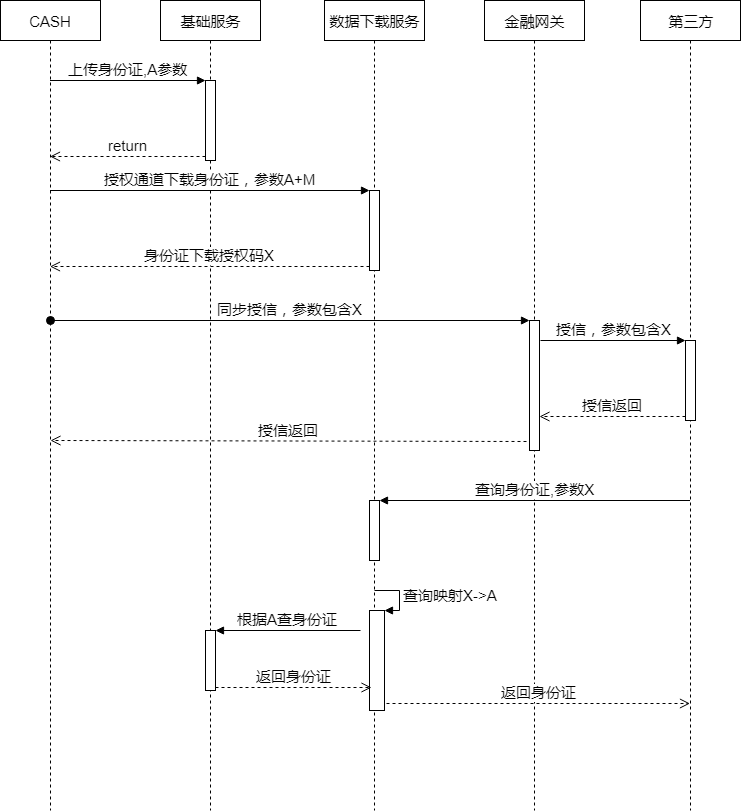 CASH
基础服务
数据下载服务
金融网关
第三方
上传身份证,A参数
return
授权通道下载身份证，参数A+M
身份证下载授权码X
同步授信，参数包含X
授信，参数包含X
授信返回
授信返回
查询身份证,参数X
查询映射X->A
根据A查身份证
返回身份证
返回身份证